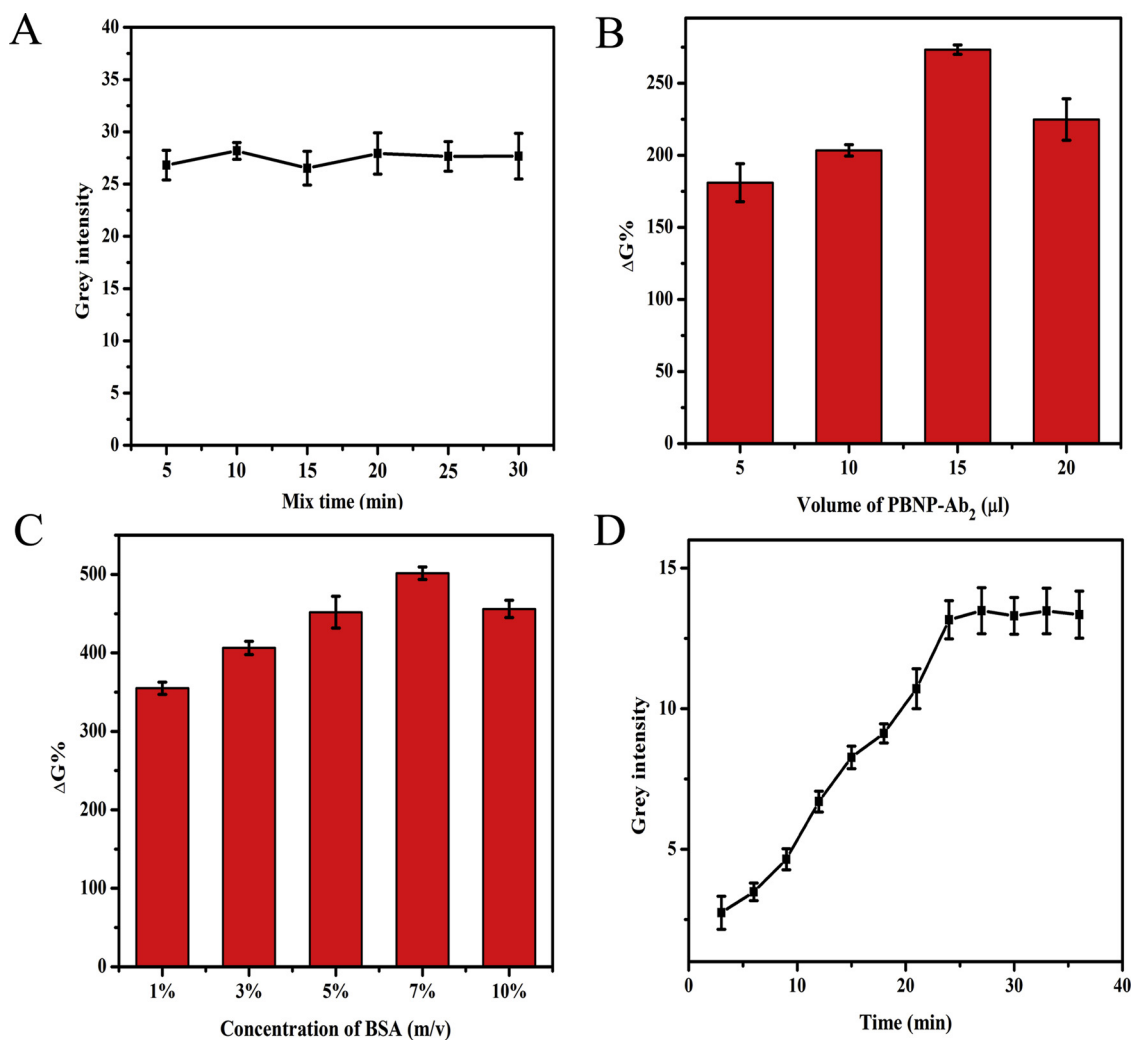 A
40
35
30
25
20
15
10
5
0
Grey intensity
5 10 15 20 25 30
Mix time (min)
B
250
200
150
100
50
0
ΔG%
5 10 15 20
Volume of PBNP-Ab₂ (μl)
C
500
400
300
200
100
0
ΔG%
1% 3% 5% 7% 10%
Concentration of BSA (m/v)
D
15
10
5
Grey intensity
0 10 20 30 40
Time (min)